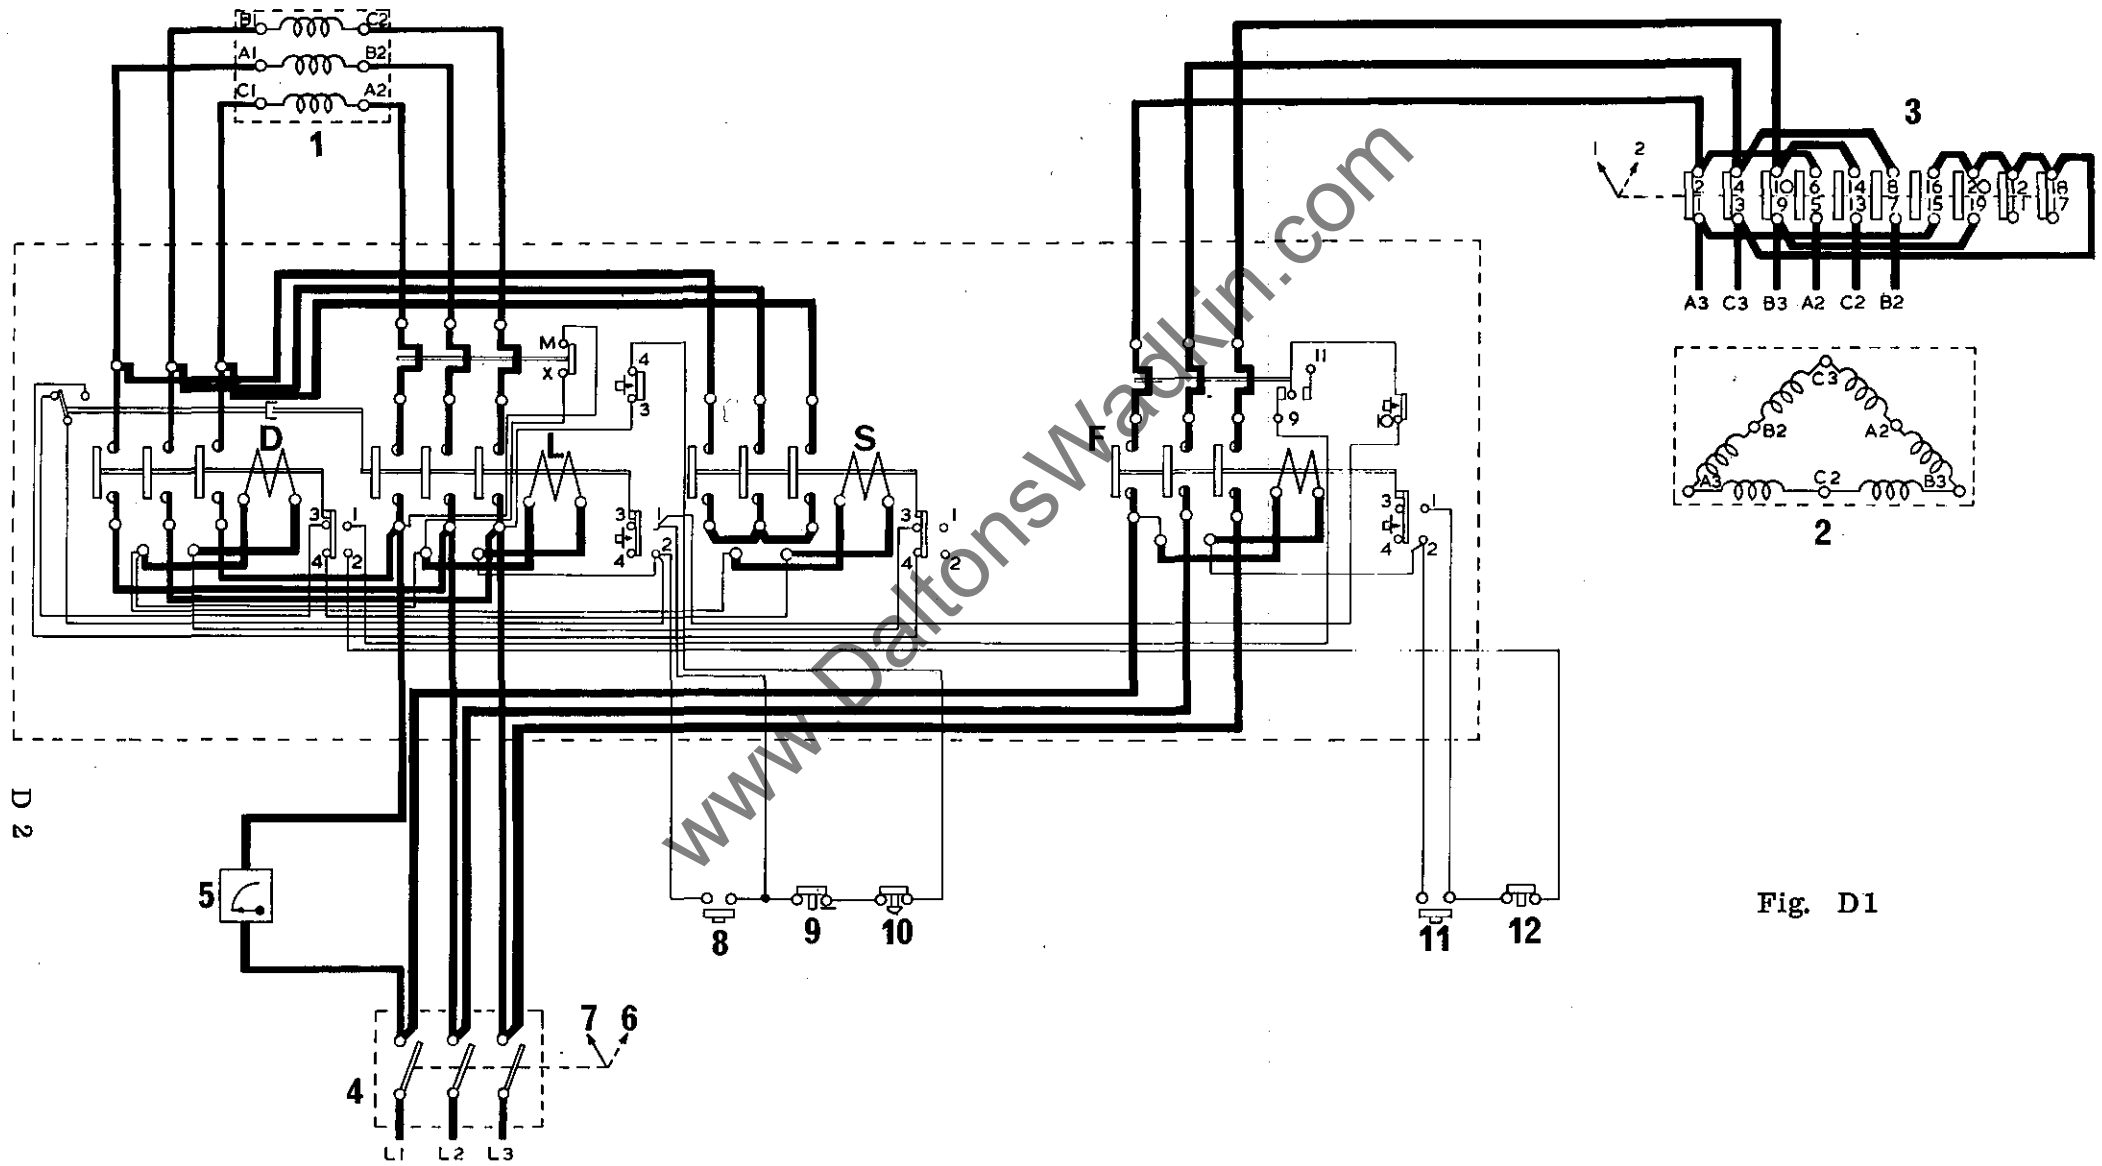 B1 C2
A1 B2
C1 A2
1
3
1 2
2 4 10 6 14 8 16 20 12 18
1 3 9 5 13 7 15 19 11 17
A3 C3 B3 A2 C2 B2
M
X
4
3
11
9
10
D L S F
3 1
4 2
3 1
4 2
3 1
4 2
3 1
4 2
C3
B2 A2
A3 C2 B3
2
www.DaltonsWadkin.com
D 2
5
8 9 10 11 12
Fig. D1
7 6
4
L1 L2 L3